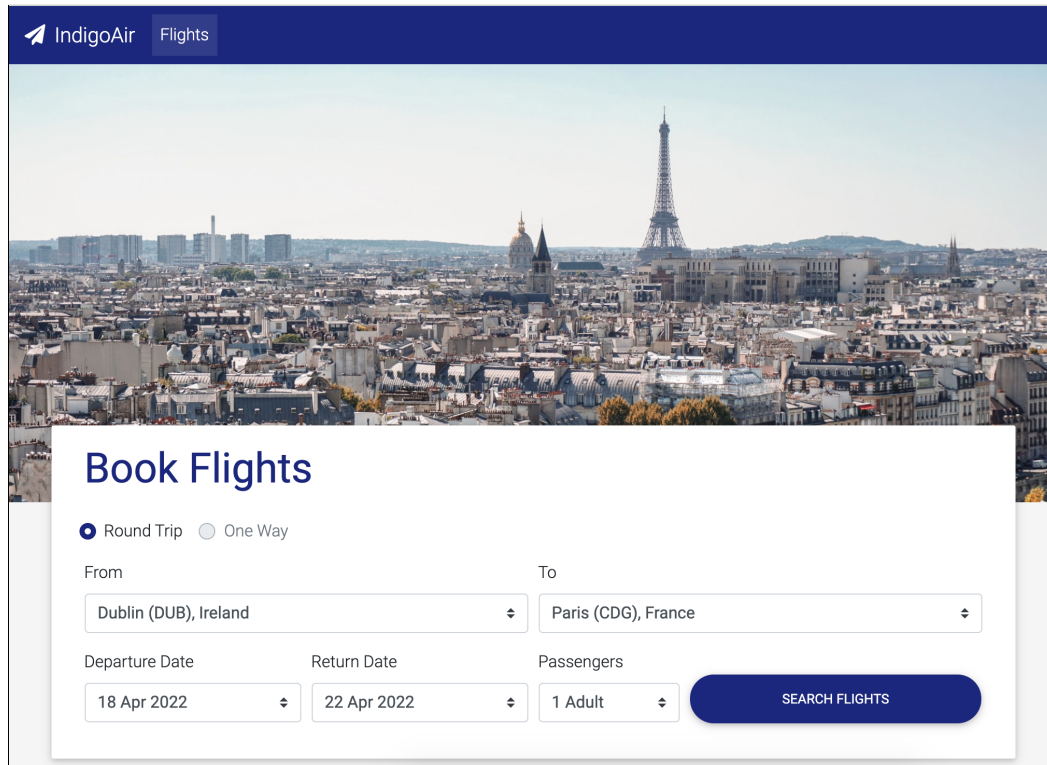 IndigoAir Flights
Book Flights
Round Trip One Way
From To
Dublin (DUB), Ireland Paris (CDG), France
Departure Date Return Date Passengers
18 Apr 2022 22 Apr 2022 1 Adult SEARCH FLIGHTS